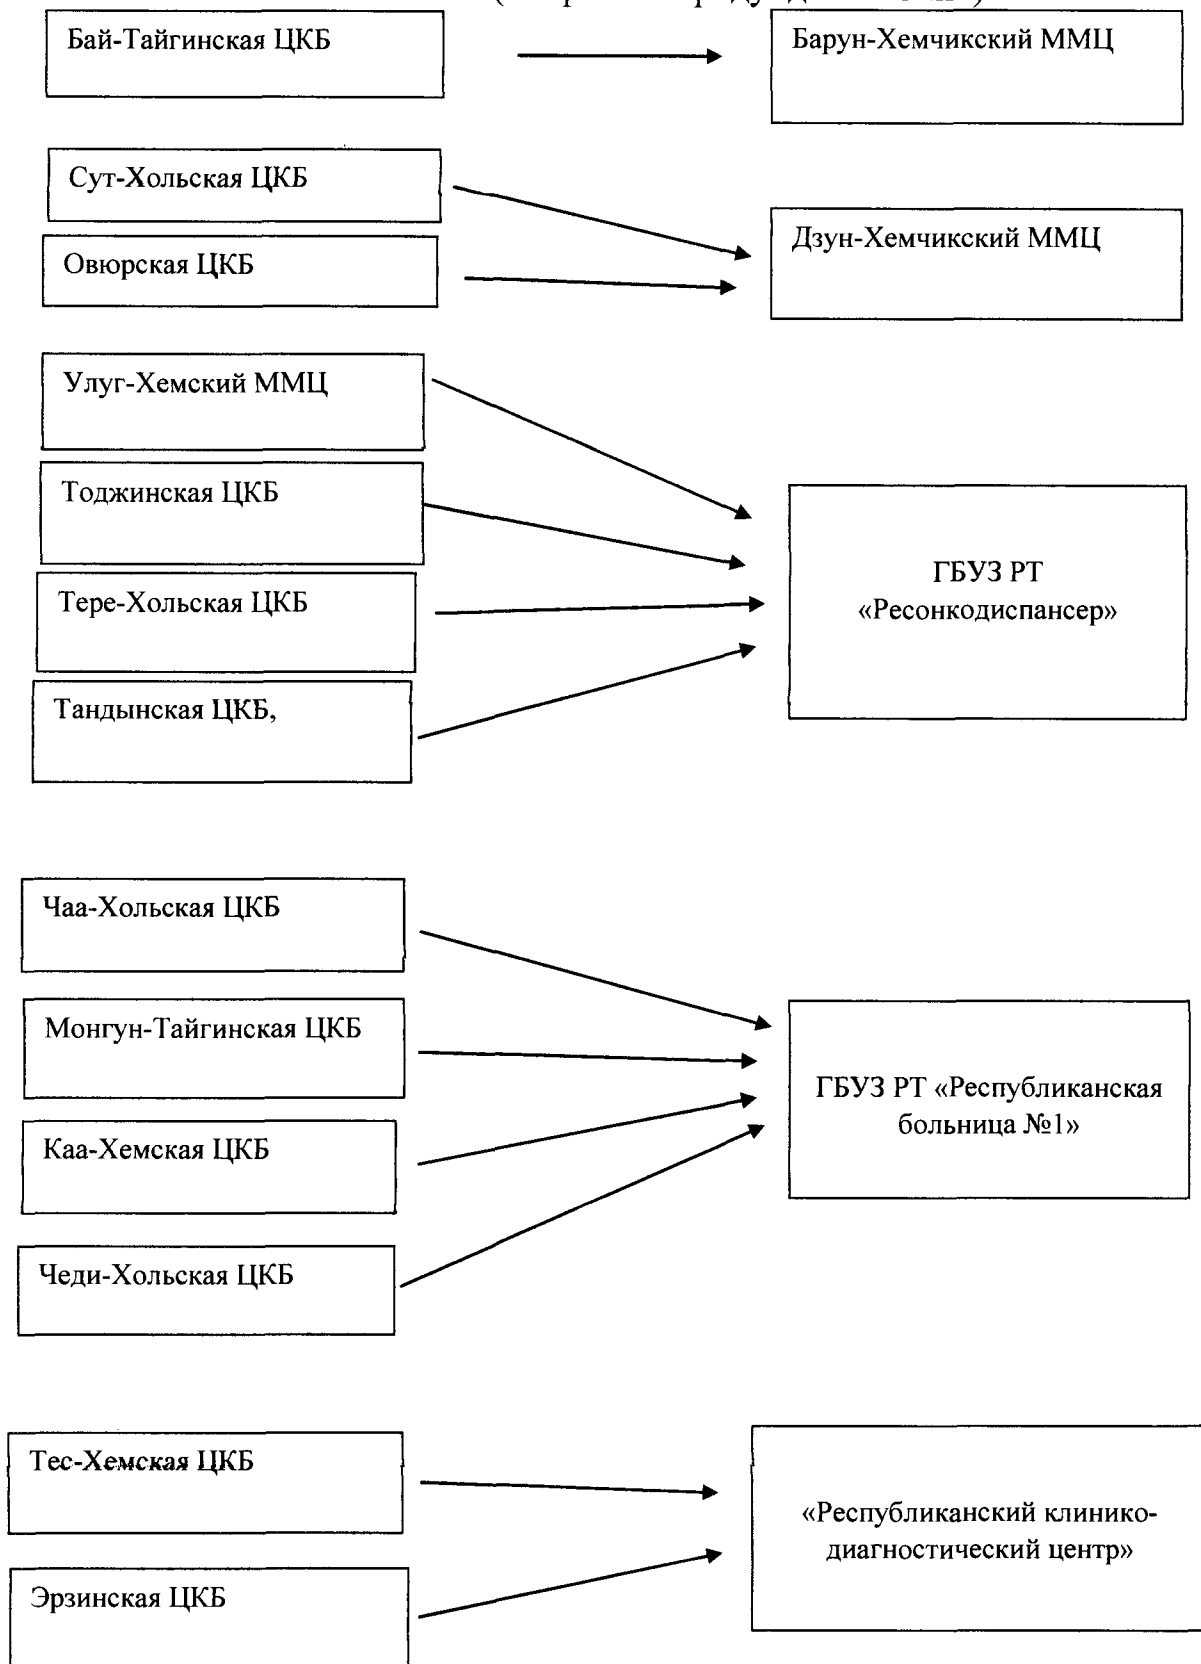 Бай-Тайгинская ЦКБ
Барун-Хемчикский ММЦ
Сут-Хольская ЦКБ
Овюрская ЦКБ
Дзун-Хемчикский ММЦ
Улуг-Хемский ММЦ
Тоджинская ЦКБ
Тере-Хольская ЦКБ
Тандынская ЦКБ,
ГБУЗ РТ
«Ресонкодиспансер»
Чаа-Хольская ЦКБ
Монгун-Тайгинская ЦКБ
Каа-Хемская ЦКБ
Чеди-Хольская ЦКБ
ГБУЗ РТ «Республиканская
больница №1»
Тес-Хемская ЦКБ
Эрзинская ЦКБ
«Республиканский клинико-
диагностический центр»